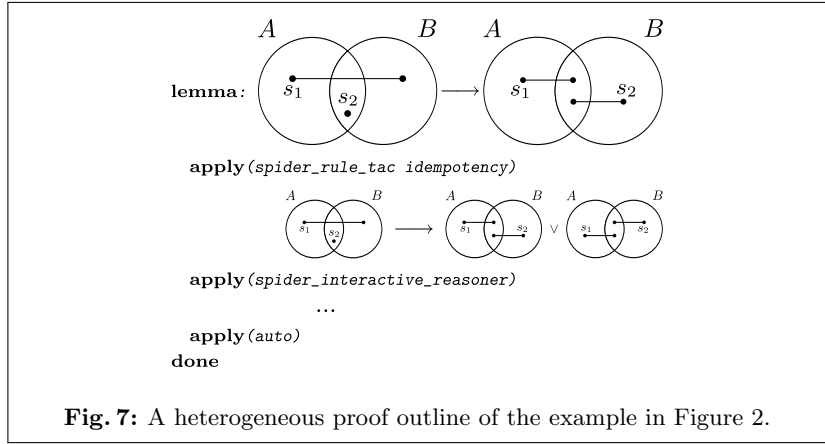 A B A B
lemma: s1 s2 ⟶ s1 s2
apply(spider_rule_tac idempotency)
A B A B A B
s1 s2 ⟶ s1 s2 ∨ s1 s2
apply(spider_interactive_reasoner)
...
apply(auto)
done
Fig. 7: A heterogeneous proof outline of the example in Figure 2.